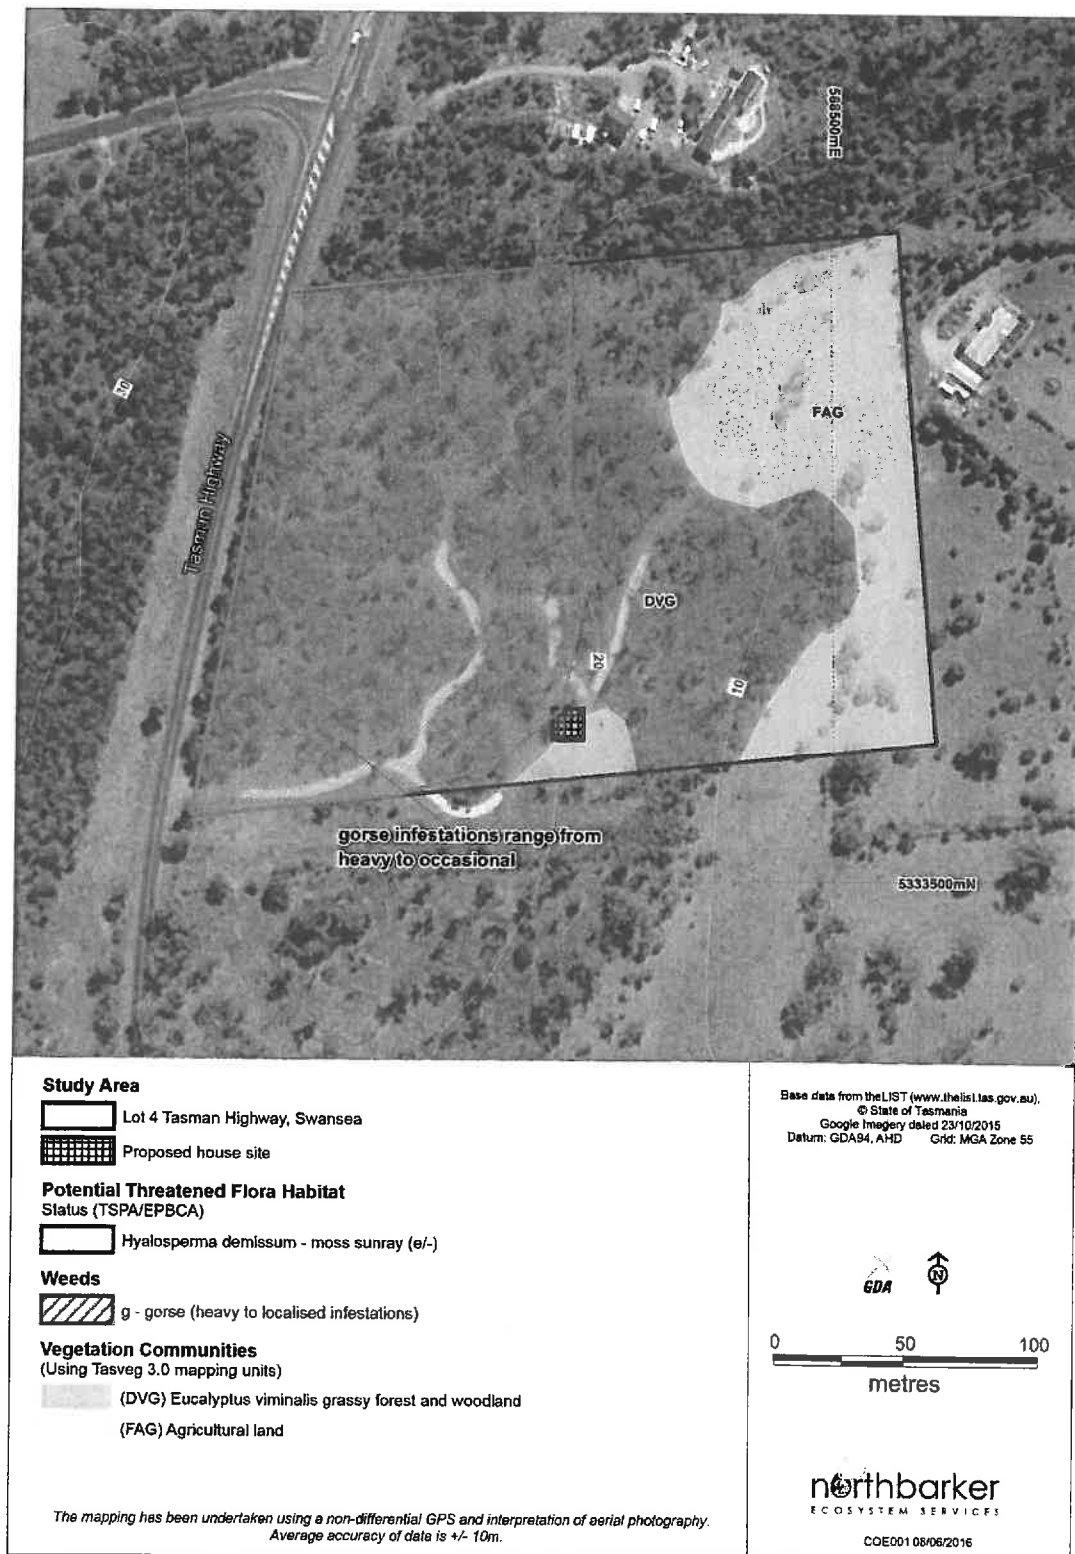 568500mE
30
Tasman Highway
FAG
DVG
20
10
gorse infestations range from
heavy to occasional
5333500mN
Study Area
Lot 4 Tasman Highway, Swansea
Proposed house site
Potential Threatened Flora Habitat
Status (TSPA/EPBCA)
Hyalosperma demissum - moss sunray (e/-)
Weeds
g - gorse (heavy to localised infestations)
Vegetation Communities
(Using Tasveg 3.0 mapping units)
(DVG) Eucalyptus viminalis grassy forest and woodland
(FAG) Agricultural land
The mapping has been undertaken using a non-differential GPS and interpretation of aerial photography.
Average accuracy of data is +/- 10m.
Base data from theLIST (www.thelist.tas.gov.au),
© State of Tasmania
Google Imagery dated 23/10/2015
Datum: GDA94, AHD Grid: MGA Zone 55
GDA
N
0 50 100
metres
northbarker
ECOSYSTEM SERVICES
COE001 08/06/2016